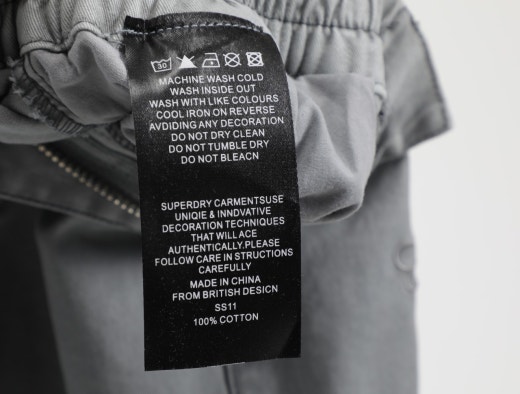 30
MACHINE WASH COLD
WASH INSIDE OUT
WASH WITH LIKE COLOURS
COOL IRON ON REVERSE
AVDIDING ANY DECORATION
DO NOT DRY CLEAN
DO NOT TUMBLE DRY
DO NOT BLEACN
SUPERDRY CARMENTSUSE
UNIQIE & INNDVATIVE
DECORATION TECHNIQUES
THAT WILL ACE
AUTHENTICALLY.PLEASE
FOLLOW CARE IN STRUCTIONS
CAREFULLY
MADE IN CHINA
FROM BRITISH DESIGN
SS11
100% COTTON